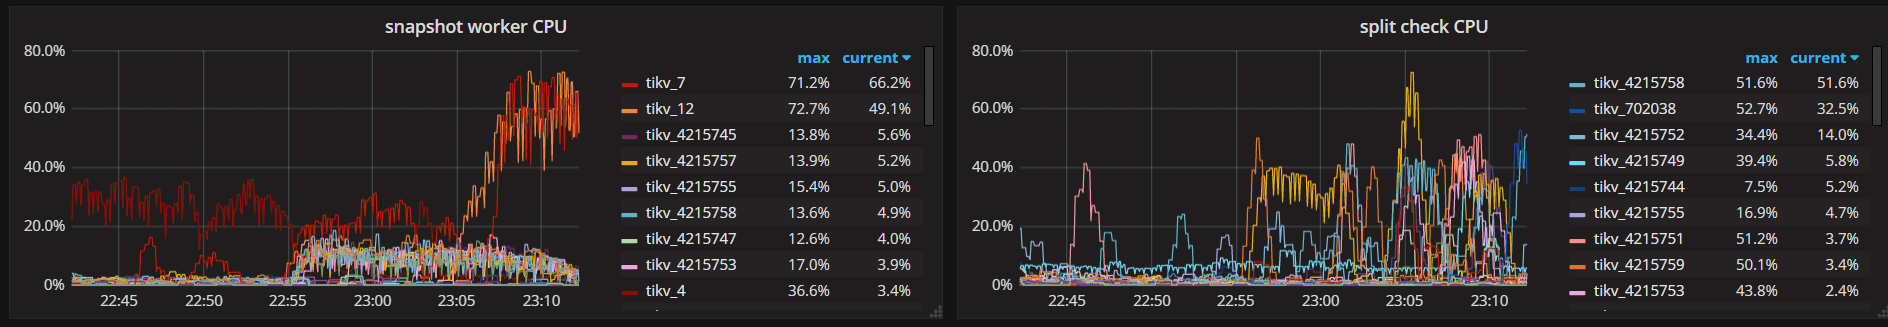 snapshot worker CPU
80.0%
60.0%
40.0%
20.0%
0%
22:45 22:50 22:55 23:00 23:05 23:10
max current
tikv_7 71.2% 66.2%
tikv_12 72.7% 49.1%
tikv_4215745 13.8% 5.6%
tikv_4215757 13.9% 5.2%
tikv_4215755 15.4% 5.0%
tikv_4215758 13.6% 4.9%
tikv_4215747 12.6% 4.0%
tikv_4215753 17.0% 3.9%
tikv_4 36.6% 3.4%
split check CPU
80.0%
60.0%
40.0%
20.0%
0%
22:45 22:50 22:55 23:00 23:05 23:10
max current
tikv_4215758 51.6% 51.6%
tikv_702038 52.7% 32.5%
tikv_4215752 34.4% 14.0%
tikv_4215749 39.4% 5.8%
tikv_4215744 7.5% 5.2%
tikv_4215755 16.9% 4.7%
tikv_4215751 51.2% 3.7%
tikv_4215759 50.1% 3.4%
tikv_4215753 43.8% 2.4%